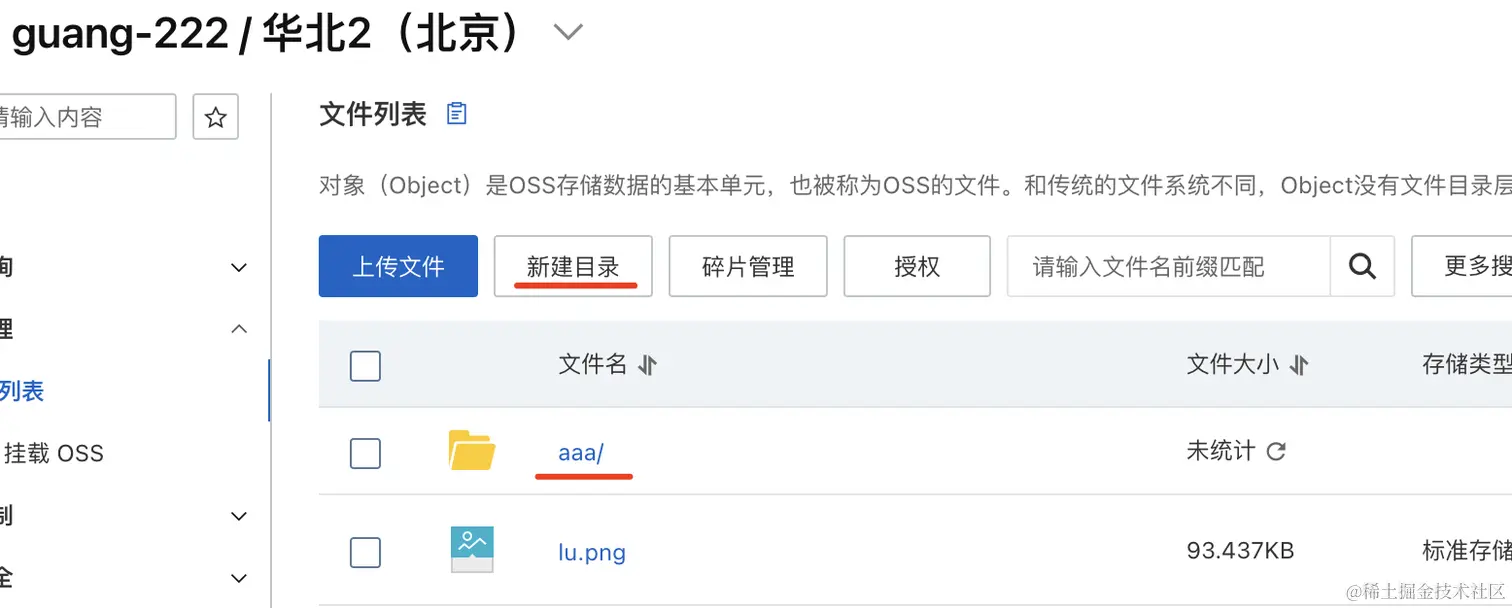 guang-222 / 华北2（北京）
请输入内容
文件列表
对象（Object）是OSS存储数据的基本单元，也被称为OSS的文件。和传统的文件系统不同，Object没有文件目录层
上传文件 新建目录 碎片管理 授权 请输入文件名前缀匹配 更多搜
询
理
文件名 文件大小 存储类型
列表
aaa/ 未统计
挂载 OSS
制
lu.png 93.437KB 标准存储
全
@稀土掘金技术社区